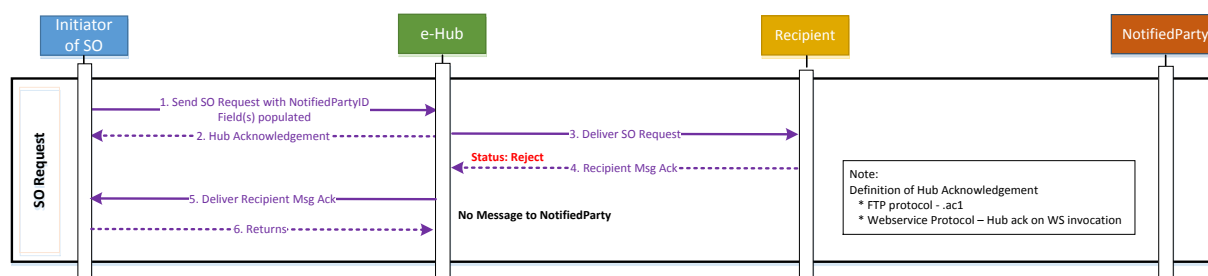 Initiator
of SO
e-Hub
Recipient
NotifiedParty
SO Request
1. Send SO Request with NotifiedPartyID
Field(s) populated
2. Hub Acknowledgement
3. Deliver SO Request
Status: Reject
4. Recipient Msg Ack
5. Deliver Recipient Msg Ack
No Message to NotifiedParty
6. Returns
Note:
Definition of Hub Acknowledgement
* FTP protocol - .ac1
* Webservice Protocol – Hub ack on WS invocation